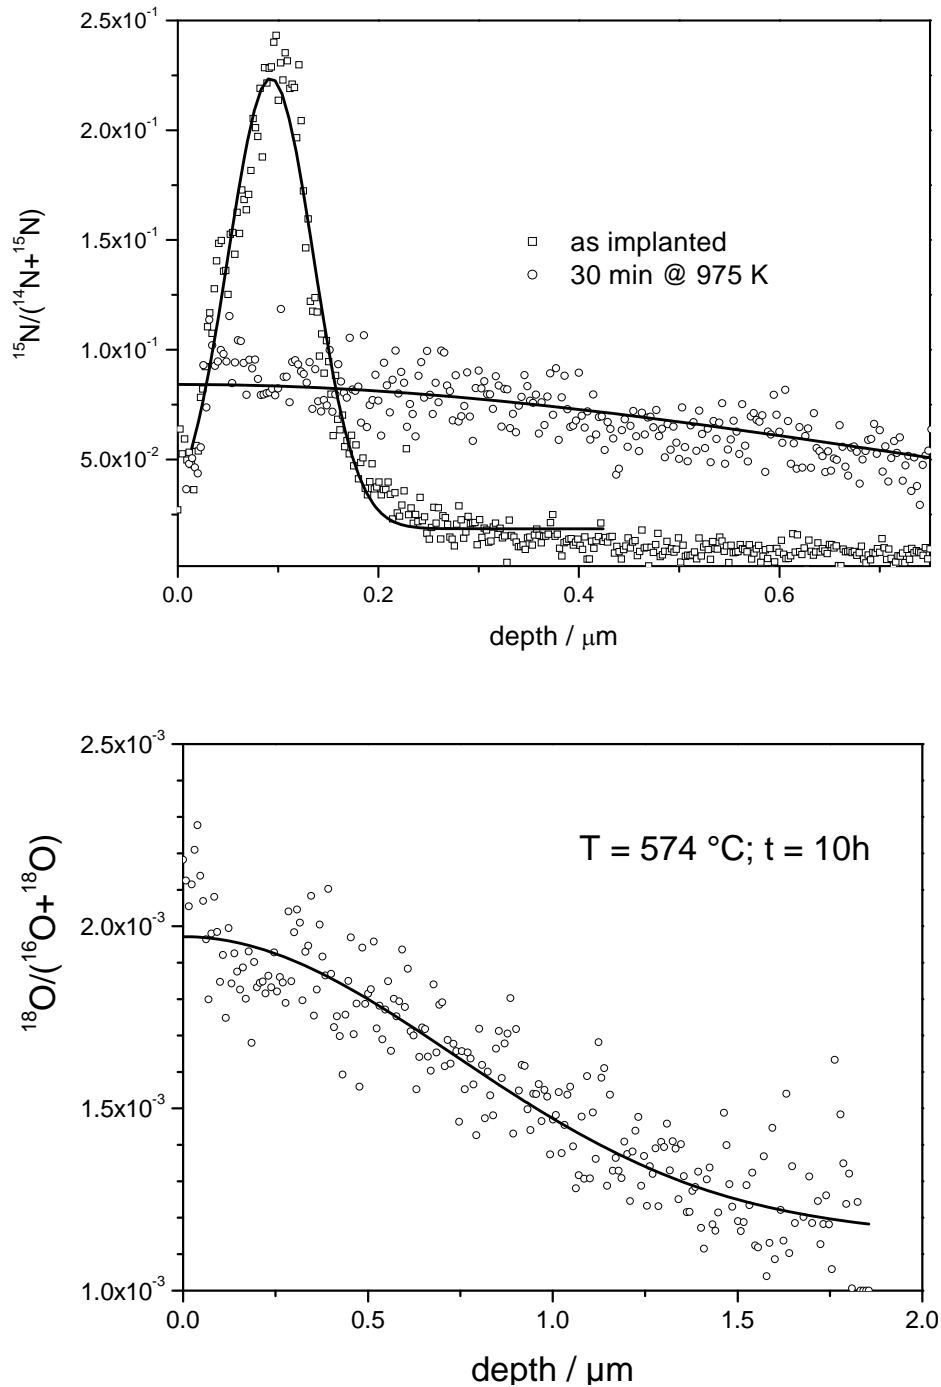 2.5x10⁻¹
2.0x10⁻¹
1.5x10⁻¹
1.0x10⁻¹
5.0x10⁻²
¹⁵N/(¹⁴N+¹⁵N)
as implanted
30 min @ 975 K
0.0 0.2 0.4 0.6
depth / μm
2.5x10⁻³
2.0x10⁻³
1.5x10⁻³
1.0x10⁻³
¹⁸O/(¹⁶O+¹⁸O)
T = 574 °C; t = 10h
0.0 0.5 1.0 1.5 2.0
depth / µm